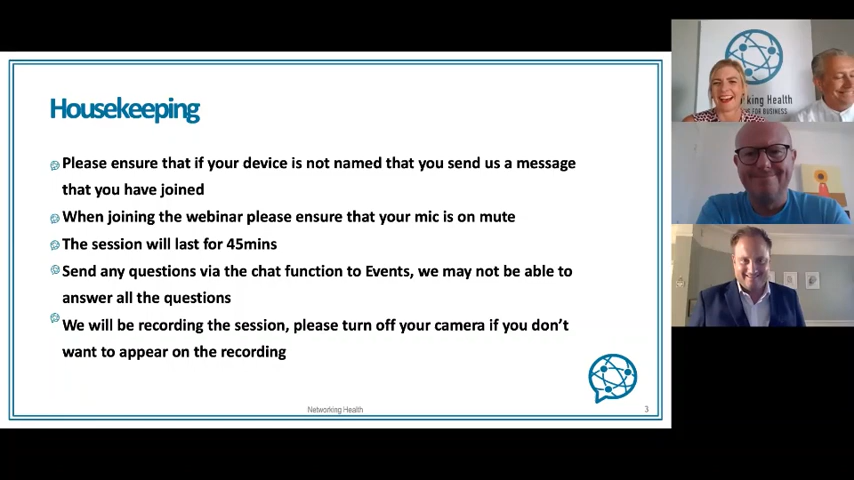 Housekeeping
Please ensure that if your device is not named that you send us a message
that you have joined
When joining the webinar please ensure that your mic is on mute
The session will last for 45mins
Send any questions via the chat function to Events, we may not be able to
answer all the questions
We will be recording the session, please turn off your camera if you don’t
want to appear on the recording
Networking Health
3
king Health
FOR BUSINESS